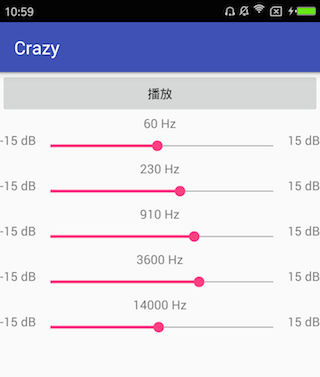 10:59
Crazy
播放
60 Hz
-15 dB 15 dB
230 Hz
-15 dB 15 dB
910 Hz
-15 dB 15 dB
3600 Hz
-15 dB 15 dB
14000 Hz
-15 dB 15 dB